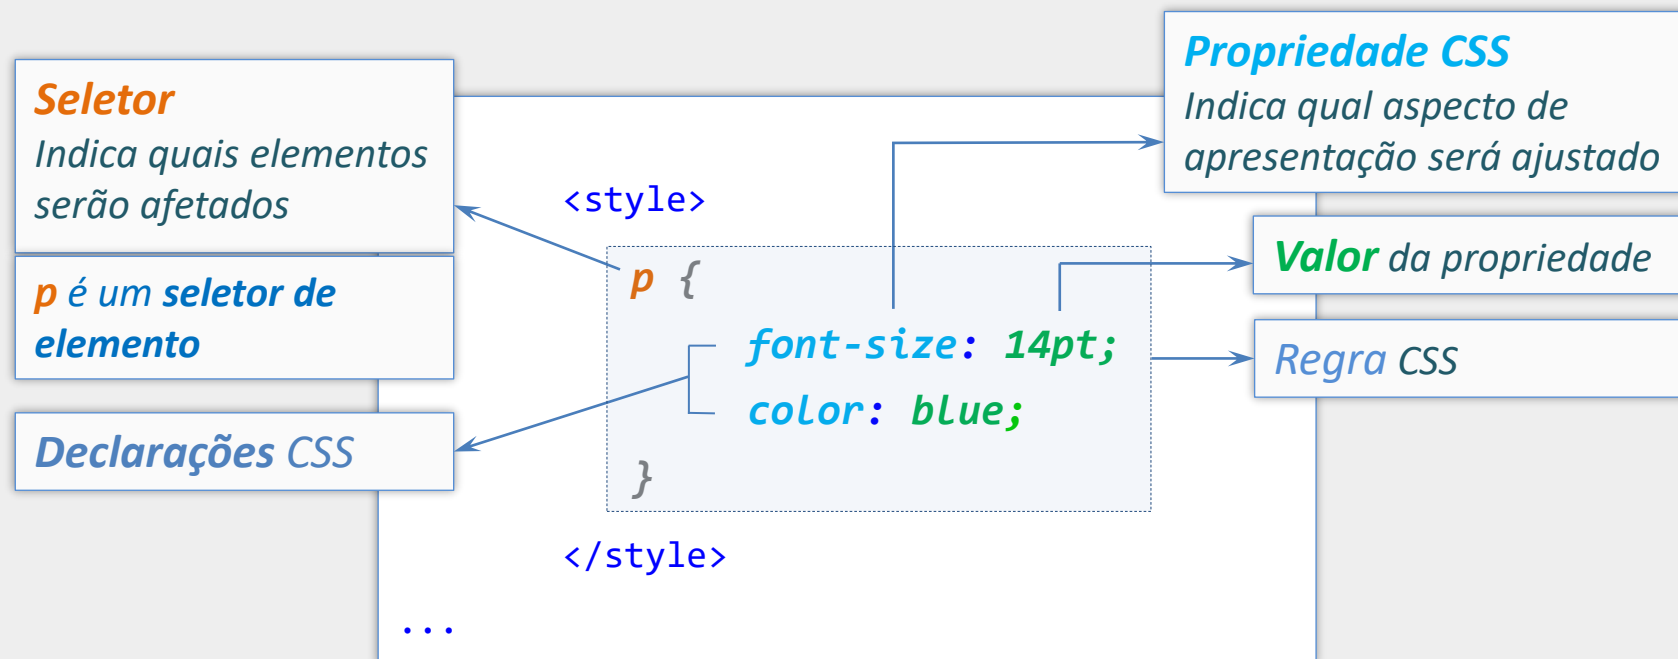 Seletor
Indica quais elementos
serão afetados
p é um seletor de
elemento
Declarações CSS
<style>
p {
font-size: 14pt;
color: blue;
}
</style>
...
Propriedade CSS
Indica qual aspecto de
apresentação será ajustado
Valor da propriedade
Regra CSS